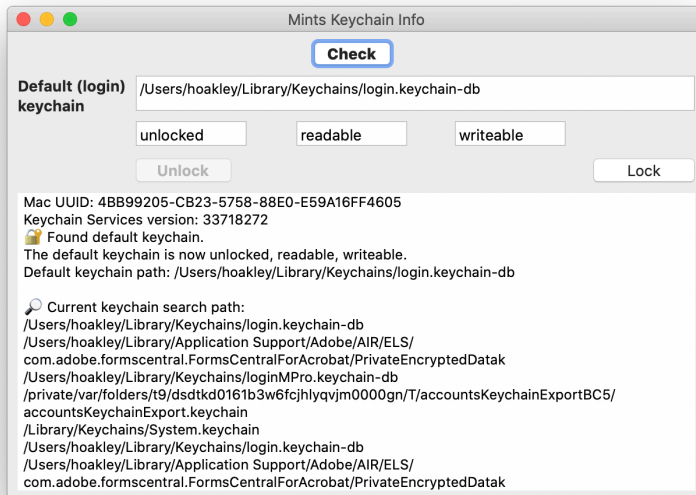 Mints Keychain Info
Check
Default (login)
keychain
/Users/hoakley/Library/Keychains/login.keychain-db
unlocked
readable
writeable
Unlock
Lock
Mac UUID: 4BB99205-CB23-5758-88E0-E59A16FF4605
Keychain Services version: 33718272
🔐 Found default keychain.
The default keychain is now unlocked, readable, writeable.
Default keychain path: /Users/hoakley/Library/Keychains/login.keychain-db
🔎 Current keychain search path:
/Users/hoakley/Library/Keychains/login.keychain-db
/Users/hoakley/Library/Application Support/Adobe/AIR/ELS/
com.adobe.formscentral.FormsCentralForAcrobat/PrivateEncryptedDatak
/Users/hoakley/Library/Keychains/loginMPro.keychain-db
/private/var/folders/t9/dsdtkd0161b3w6fcjhlyqvjm0000gn/T/accountsKeychainExportBC5/
accountsKeychainExport.keychain
/Library/Keychains/System.keychain
/Users/hoakley/Library/Keychains/login.keychain-db
/Users/hoakley/Library/Application Support/Adobe/AIR/ELS/
com.adobe.formscentral.FormsCentralForAcrobat/PrivateEncryptedDatak